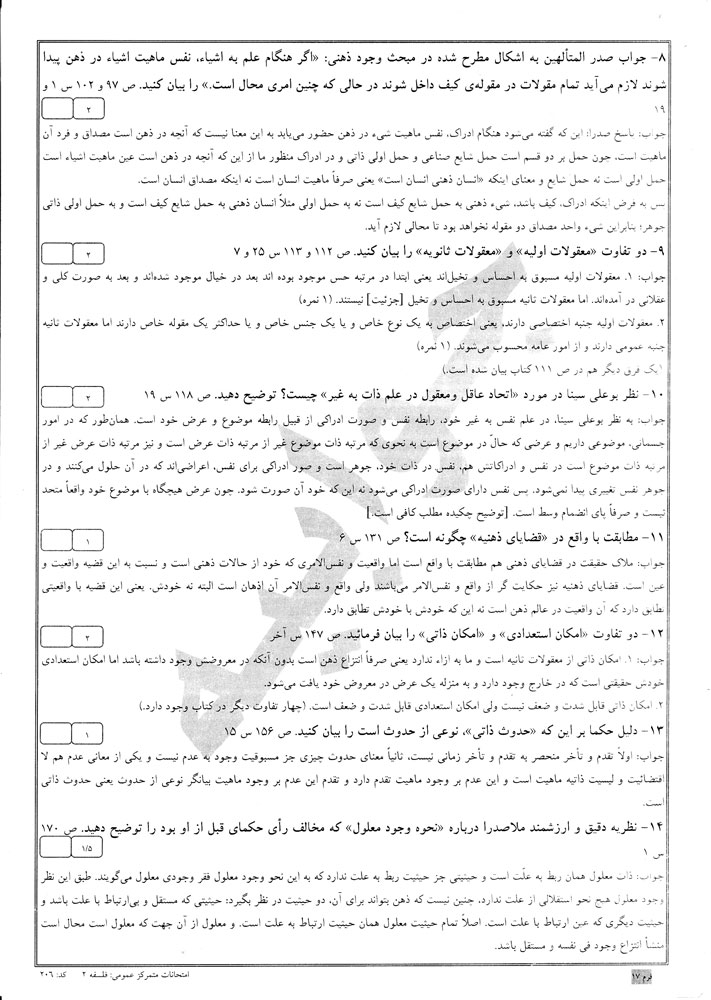 ۸- جواب صدر المتألهین به اشکال مطرح شده در مبحث وجود ذهنی: «اگر هنگام علم به اشیاء، نفس ماهیت اشیاء در ذهن پیدا
شوند لازم می‌آید تمام مقولات در مقوله‌ی کیف داخل شوند در حالی که چنین امری محال است.» را بیان کنید. ص ۹۷ و ۱۰۲ س ۱ و
۱۹
۲
جواب: پاسخ صدرا: این که گفته می‌شود هنگام ادراک، نفس ماهیت شیء در ذهن حضور می‌یابد به این معنا نیست که آنچه در ذهن است مصداق و فرد آن
ماهیت است، چون حمل بر دو قسم است حمل شایع صناعی و حمل اولی ذاتی و در ادراک منظور ما از این که آنچه در ذهن است عین ماهیت اشیاء است
حمل اولی است نه حمل شایع و معنای اینکه «انسان ذهنی انسان است» یعنی صرفاً ماهیت انسان است نه اینکه مصداق انسان است.
پس به فرض اینکه ادراک، کیف باشد، شیء ذهنی به حمل شایع کیف است نه به حمل اولی مثلاً انسان ذهنی به حمل شایع کیف است و به حمل اولی ذاتی
جوهر؛ بنابراین شیء واحد مصداق دو مقوله نخواهد بود تا محالی لازم آید.
۹- دو تفاوت «معقولات اولیه» و «معقولات ثانویه» را بیان کنید. ص ۱۱۲ و ۱۱۳ س ۲۵ و ۷
۲
جواب: ۱. معقولات اولیه مسبوق به احساس و تخیل‌اند یعنی ابتدا در مرتبه حس موجود بوده اند بعد در خیال موجود شده‌اند و بعد به صورت کلی و
عقلانی در آمده‌اند. اما معقولات ثانیه مسبوق به احساس و تخیل [جزئیت] نیستند. (۱ نمره)
۲. معقولات اولیه جنبه اختصاصی دارند، یعنی اختصاص به یک نوع خاص و یا یک جنس خاص و یا حداکثر یک مقوله خاص دارند اما معقولات ثانیه
جنبه عمومی دارند و از امور عامه محسوب می‌شوند. (۱ نمره)
(یک فرق دیگر هم در ص ۱۱۱ کتاب بیان شده است.)
۱۰- نظر بوعلی سینا در مورد «اتحاد عاقل ومعقول در علم ذات به غیر» چیست؟ توضیح دهید. ص ۱۱۸ س ۱۹
۲
جواب: به نظر بوعلی سینا، در علم نفس به غیر خود، رابطه نفس و صورت ادراکی از قبیل رابطه موضوع و عرض خود است. همان‌طور که در امور
جسمانی، موضوعی داریم و عرضی که حالّ در موضوع است به نحوی که مرتبه ذات موضوع غیر از مرتبه ذات عرض است و نیز مرتبه ذات عرض غیر از
مرتبه ذات موضوع است در نفس و ادراکاتش هم، نفس، در ذات خود، جوهر است و صور ادراکی برای نفس، اعراضی‌اند که در آن حلول می‌کنند و در
جوهر نفس تغییری پیدا نمی‌شود. پس نفس دارای صورت ادراکی می‌شود نه این که خود آن صورت شود. چون عرض هیچگاه با موضوع خود واقعاً متحد
نیست و صرفاً پای انضمام وسط است. [توضیح چکیده مطلب کافی است.]
۱۱- مطابقت با واقع در «قضایای ذهنیه» چگونه است؟ ص ۱۳۱ س ۶
۱
جواب: ملاک حقیقت در قضایای ذهنی هم مطابقت با واقع است اما واقعیت و نفس‌الامری که خود از حالات ذهنی است و نسبت به این قضیه واقعیت و
عین است. قضایای ذهنیه نیز حکایت گر از واقع و نفس‌الامر می‌باشند ولی واقع و نفس‌الامر آن اذهان است البته نه خودش. یعنی این قضیه با واقعیتی
تطابق دارد که آن واقعیت در عالم ذهن است نه این که خودش با خودش تطابق دارد.
۱۲- دو تفاوت «امکان استعدادی» و «امکان ذاتی» را بیان فرمائید. ص ۱۴۷ س آخر
۲
جواب: ۱. امکان ذاتی از معقولات ثانیه است و ما به ازاء ندارد یعنی صرفاً انتزاع ذهن است بدون آنکه در معروضش وجود داشته باشد اما امکان استعدادی
خودش حقیقتی است که در خارج وجود دارد و به منزله یک عرض در معروض خود یافت می‌شود.
۲. امکان ذاتی قابل شدت و ضعف نیست ولی امکان استعدادی قابل شدت و ضعف است. (چهار تفاوت دیگر در کتاب وجود دارد.)
۱۳- دلیل حکما بر این که «حدوث ذاتی»، نوعی از حدوث است را بیان کنید. ص ۱۵۶ س ۱۵
۱
جواب: اولاً تقدم و تأخر منحصر به تقدم و تأخر زمانی نیست، ثانیاً معنای حدوث چیزی جز مسبوقیت وجود به عدم نیست و یکی از معانی عدم هم لا
اقتضائیت و لیسیت ذاتیه ماهیت است و این عدم بر وجود ماهیت تقدم دارد و تقدم این عدم بر وجود ماهیت بیانگر نوعی از حدوث یعنی حدوث ذاتی
است.
۱۴- نظریه دقیق و ارزشمند ملاصدرا درباره «نحوه وجود معلول» که مخالف رأی حکمای قبل از او بود را توضیح دهید. ص ۱۷۰
س ۱
۱/۵
جواب: ذات معلول همان ربط به علّت است و حیثیتی جز حیثیت ربط به علت ندارد که به این نحو وجود معلول فقر وجودی معلول می‌گویند. طبق این نظر
وجود معلول هیچ نحو استقلالی از علت ندارد، چنین نیست که ذهن بتواند برای آن، دو حیثیت در نظر بگیرد: حیثیتی که مستقل و بی‌ارتباط با علت باشد و
حیثیت دیگری که عین ارتباط با علت است. اصلاً تمام حیثیت معلول همان حیثیت ارتباط به علت است. و معلول از آن جهت که معلول است محال است
منشأ انتزاع وجود فی نفسه و مستقل باشد.
فرم ۱۷
امتحانات متمرکز عمومی: فلسفه ۲ کد: ۲۰۶